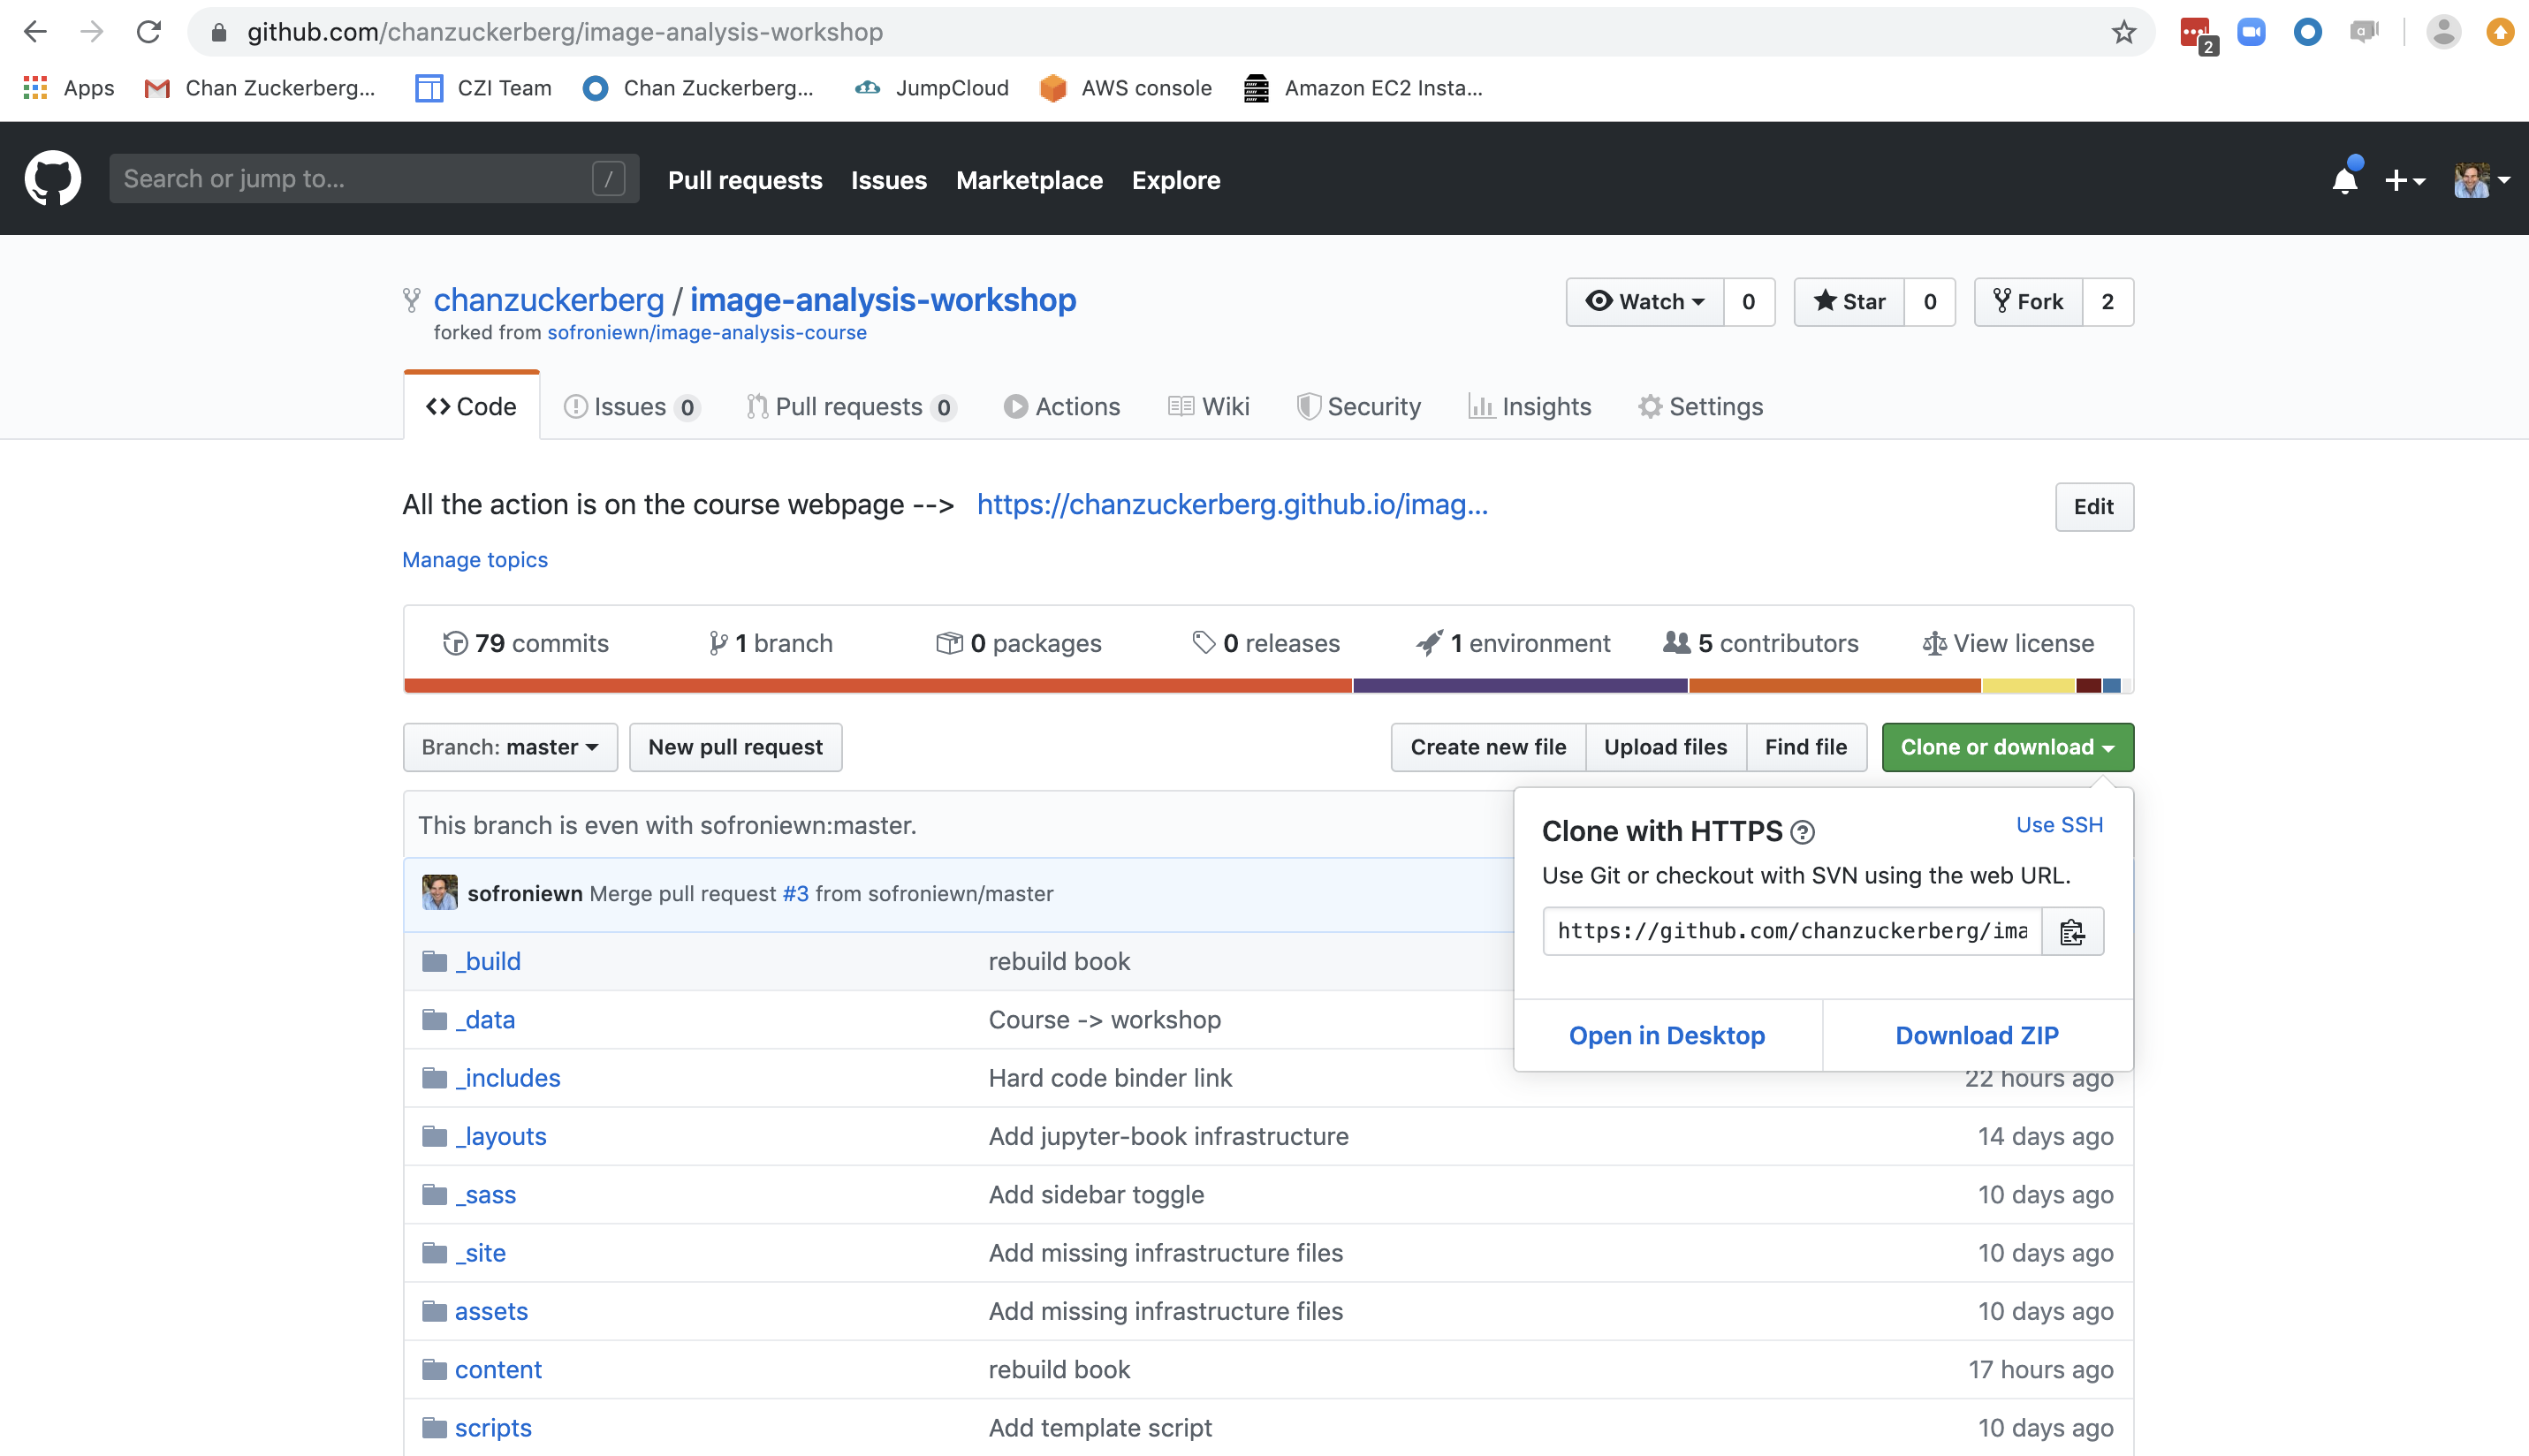 github.com/chanzuckerberg/image-analysis-workshop
2
Apps Chan Zuckerberg... CZI Team Chan Zuckerberg... JumpCloud AWS console Amazon EC2 Insta...
Search or jump to... / Pull requests Issues Marketplace Explore
chanzuckerberg / image-analysis-workshop Watch 0 Star 0 Fork 2
forked from sofroniewn/image-analysis-course
Code Issues 0 Pull requests 0 Actions Wiki Security Insights Settings
All the action is on the course webpage --> https://chanzuckerberg.github.io/imag... Edit
Manage topics
79 commits 1 branch 0 packages 0 releases 1 environment 5 contributors View license
Branch: master New pull request Create new file Upload files Find file Clone or download
This branch is even with sofroniewn:master.
Clone with HTTPS ? Use SSH
Use Git or checkout with SVN using the web URL.
https://github.com/chanzuckerberg/ima
Open in Desktop Download ZIP
sofroniewn Merge pull request #3 from sofroniewn/master
_build rebuild book
_data Course -> workshop
_includes Hard code binder link 22 hours ago
_layouts Add jupyter-book infrastructure 14 days ago
_sass Add sidebar toggle 10 days ago
_site Add missing infrastructure files 10 days ago
assets Add missing infrastructure files 10 days ago
content rebuild book 17 hours ago
scripts Add template script 10 days ago